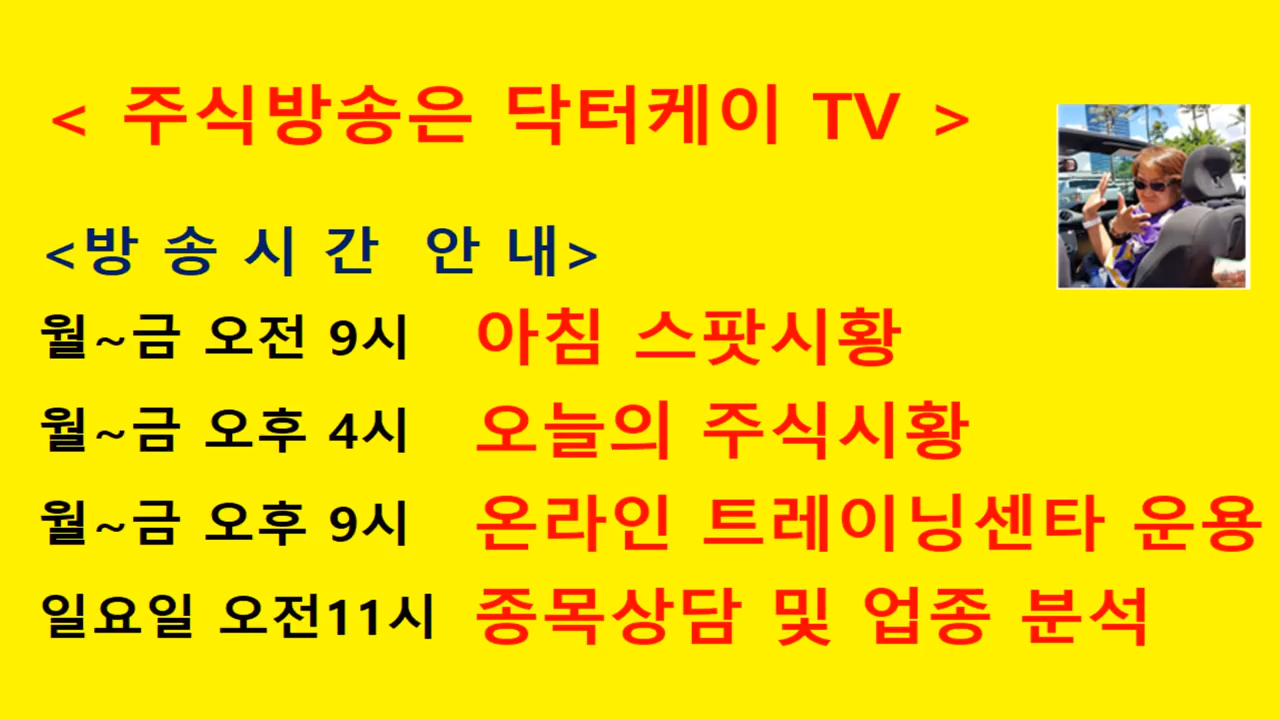 < 주식방송은 닥터케이 TV >
<방 송 시 간 안 내>
월~금 오전 9시 아침 스팟시황
월~금 오후 4시 오늘의 주식시황
월~금 오후 9시 온라인 트레이닝센타 운용
일요일 오전11시 종목상담 및 업종 분석